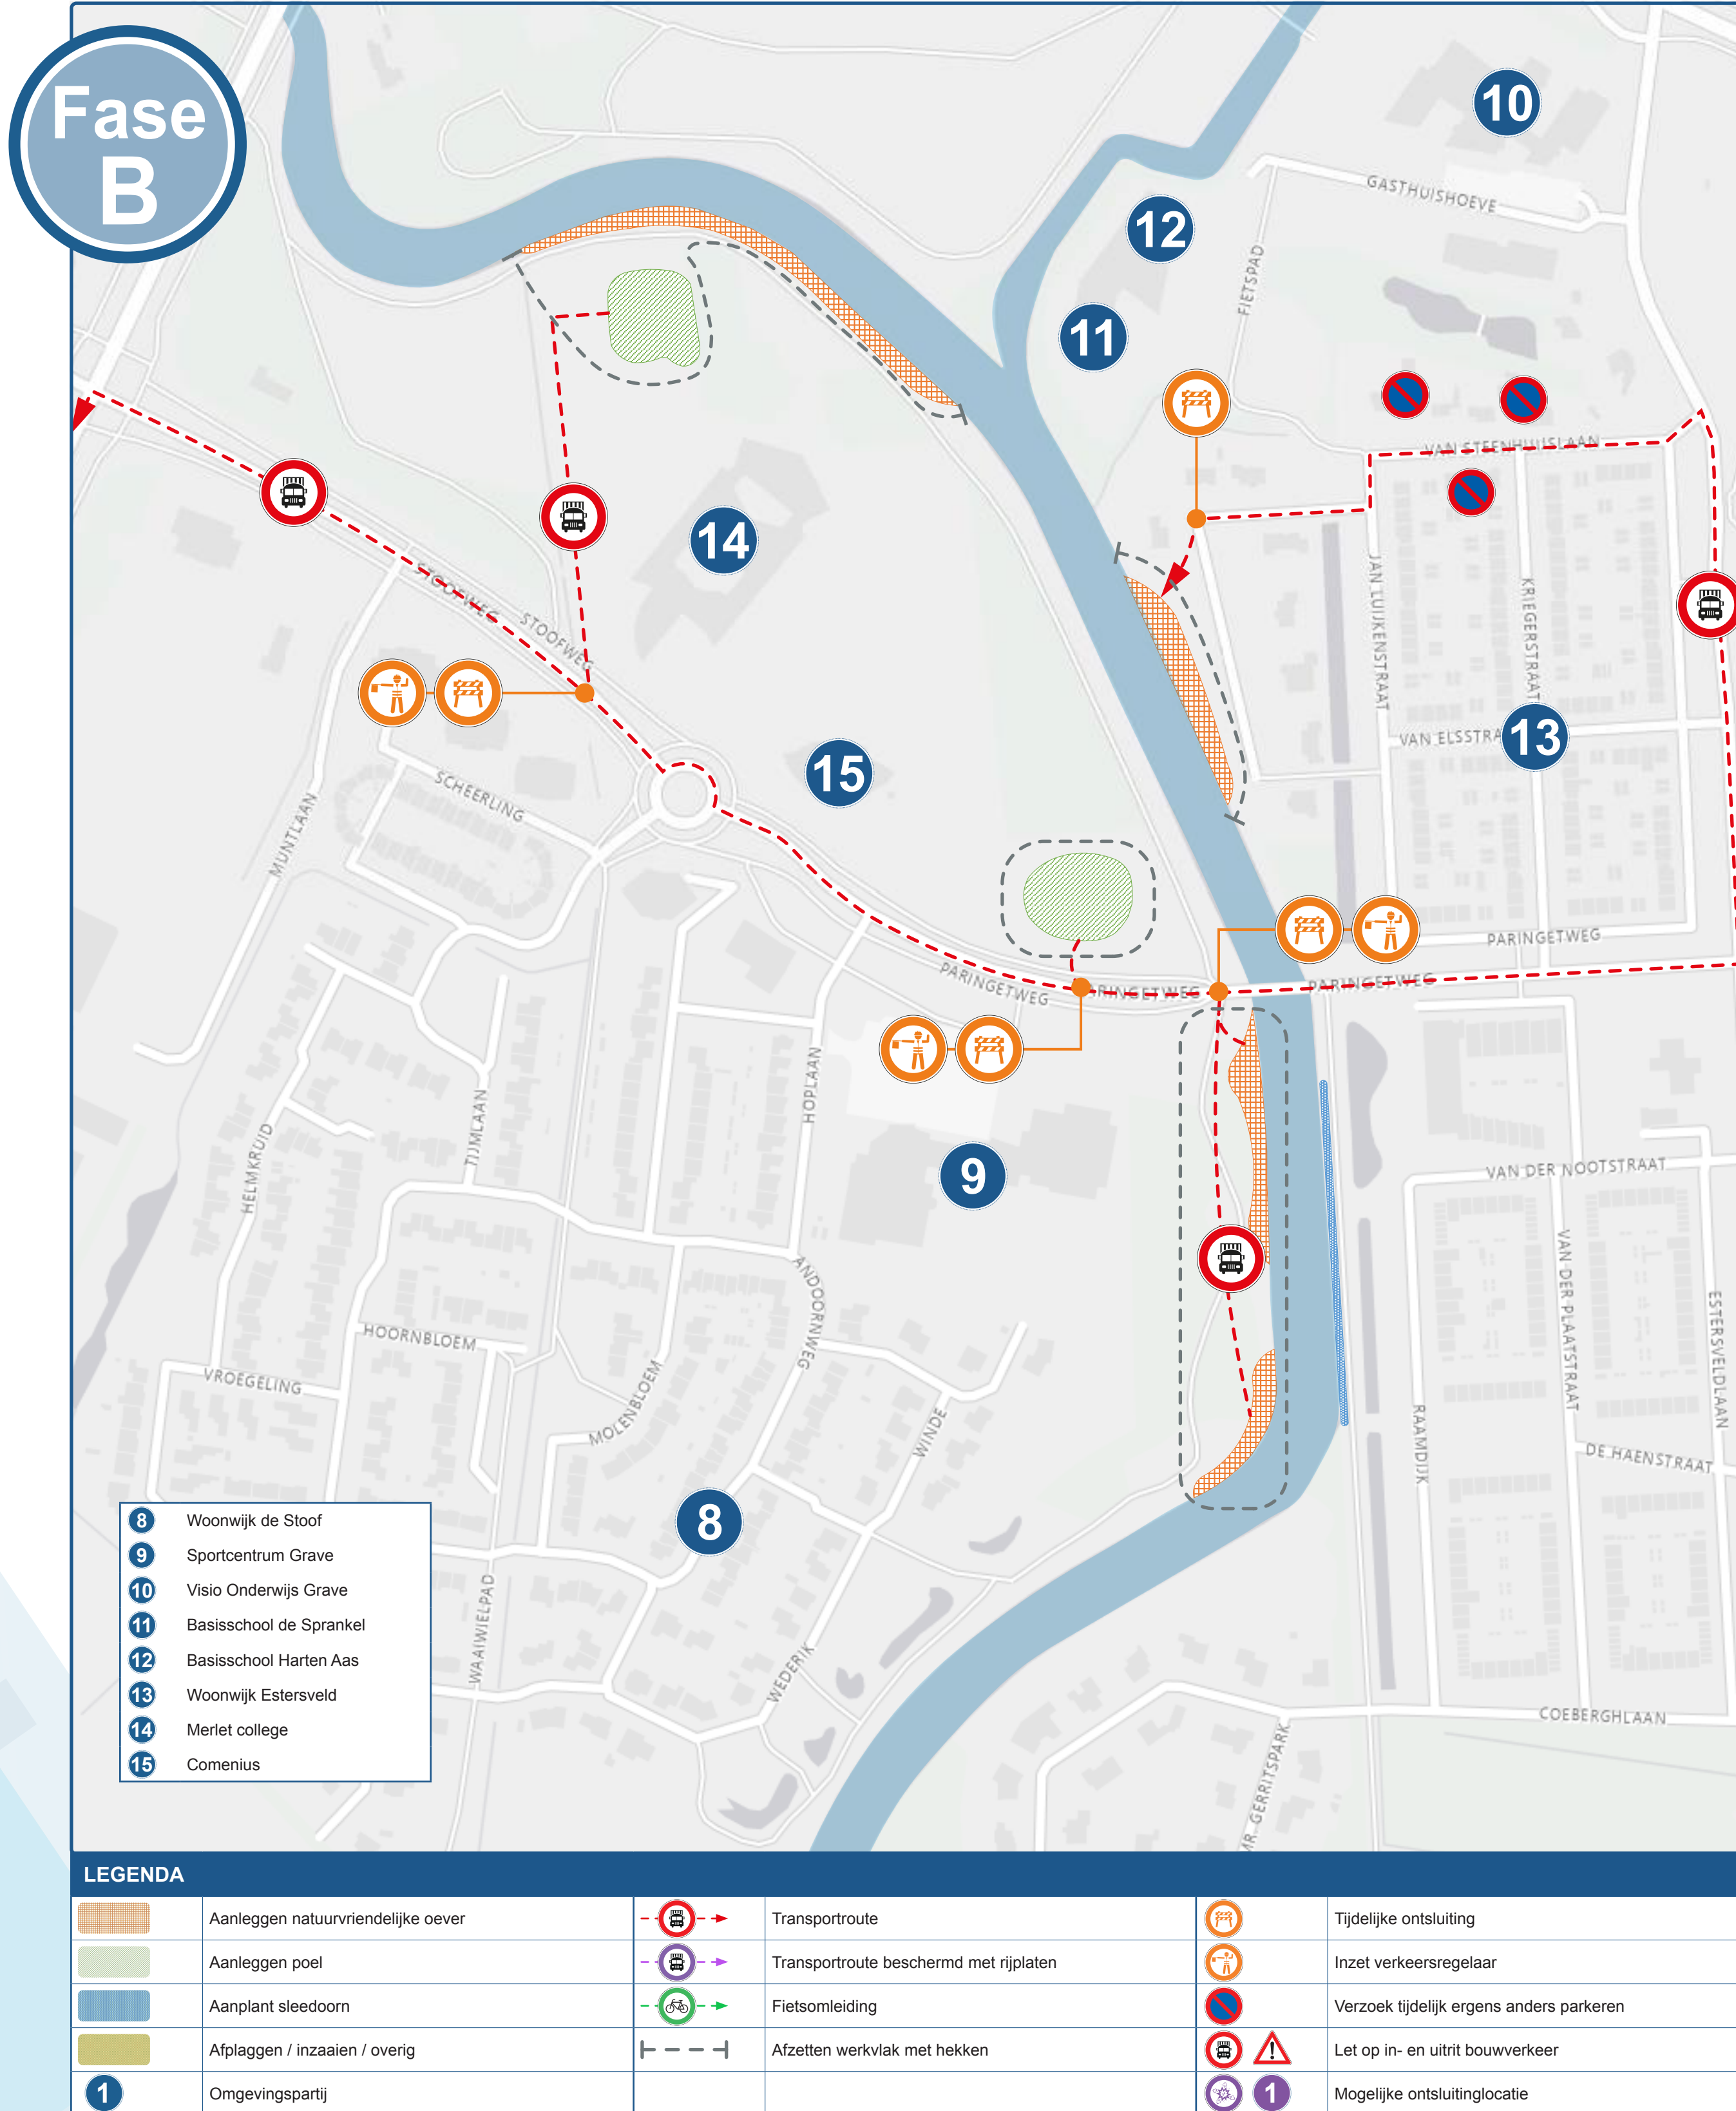 Fase
B
10
GASTHUISHOEVE
12
FIETSPAD
11
VAN STEENHUIJSLAAN
14
STOOFWEG
STOOFWEG
JAN LUIJKENSTRAAT
KRIEGERSTRAAT
VAN ELSSTRA
13
15
SCHEERLING
MUNTLAAN
PARINGETWEG
PARINGETWEG
ARINGETWEG
PARINGETWEG
HOPLAAN
TIJMLAAN
HELMKRUID
9
VAN DER NOOTSTRAAT
VAN DER PLAATSTRAAT
ESTERSVELDLAAN
ANDOORNWEG
HOORNBLOEM
VROEGELING
MOLENBLOEM
WINDE
RAAMDIJK
DE HAENSTRAAT
8
WAAIWIELPAD
WEDERIK
COEBERGHLAAN
MR. GERRITSPARK
8 Woonwijk de Stoof
9 Sportcentrum Grave
10 Visio Onderwijs Grave
11 Basisschool de Sprankel
12 Basisschool Harten Aas
13 Woonwijk Estersveld
14 Merlet college
15 Comenius
LEGENDA
Aanleggen natuurvriendelijke oever
Transportroute
Tijdelijke ontsluiting
Aanleggen poel
Transportroute beschermd met rijplaten
Inzet verkeersregelaar
Aanplant sleedoorn
Fietsomleiding
Verzoek tijdelijk ergens anders parkeren
Afplaggen / inzaaien / overig
Afzetten werkvlak met hekken
Let op in- en uitrit bouwverkeer
1 Omgevingspartij
1 Mogelijke ontsluitinglocatie